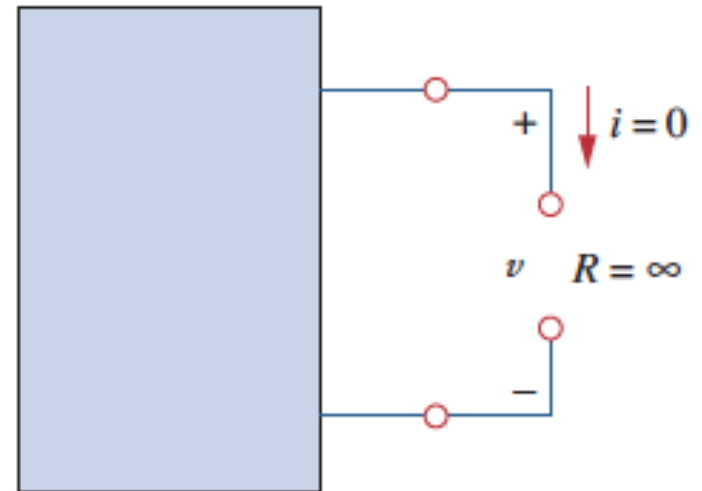 +
i = 0
v
R = ∞
−